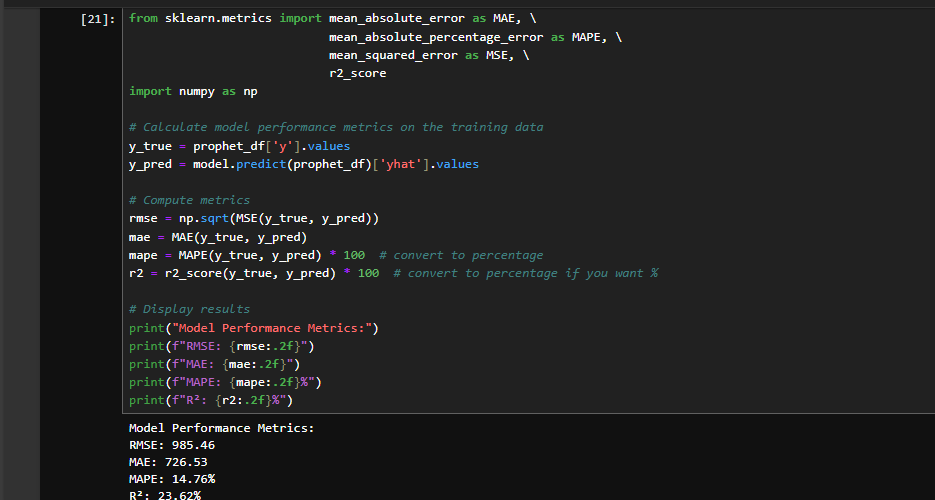 [21]: from sklearn.metrics import mean_absolute_error as MAE, \
mean_absolute_percentage_error as MAPE, \
mean_squared_error as MSE, \
r2_score
import numpy as np
# Calculate model performance metrics on the training data
y_true = prophet_df['y'].values
y_pred = model.predict(prophet_df)['yhat'].values
# Compute metrics
rmse = np.sqrt(MSE(y_true, y_pred))
mae = MAE(y_true, y_pred)
mape = MAPE(y_true, y_pred) * 100  # convert to percentage
r2 = r2_score(y_true, y_pred) * 100  # convert to percentage if you want %
# Display results
print("Model Performance Metrics:")
print(f"RMSE: {rmse:.2f}")
print(f"MAE: {mae:.2f}")
print(f"MAPE: {mape:.2f}%")
print(f"R²: {r2:.2f}%")
Model Performance Metrics:
RMSE: 985.46
MAE: 726.53
MAPE: 14.76%
R²: 23.62%